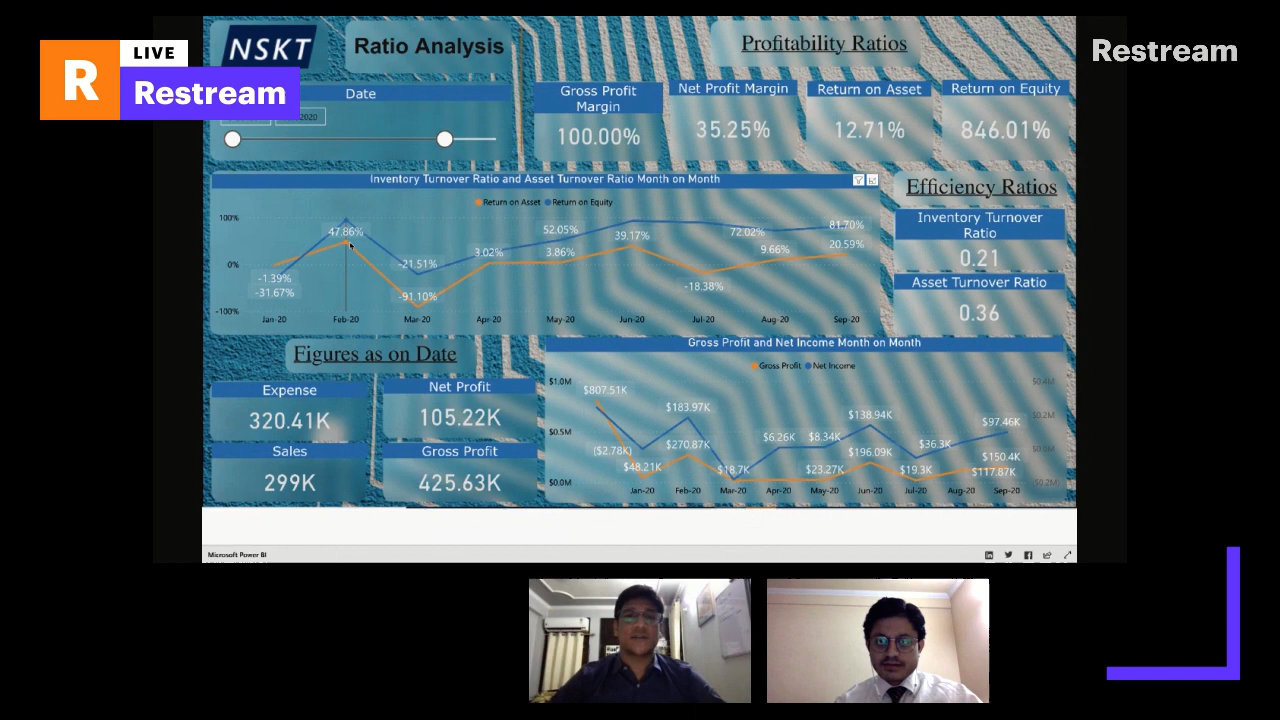 R
LIVE
Restream
Restream
NSKT
Ratio Analysis
Profitability Ratios
Date
2020
Gross Profit
Margin
100.00%
Net Profit Margin
35.25%
Return on Asset
12.71%
Return on Equity
846.01%
Inventory Turnover Ratio and Asset Turnover Ratio Month on Month
Return on Asset Return on Equity
100%
0%
-100%
-1.39%
-31.67%
47.86%
-21.51%
-91.10%
3.02%
52.05%
3.86%
39.17%
-18.38%
72.02%
9.66%
81.70%
20.59%
Jan-20 Feb-20 Mar-20 Apr-20 May-20 Jun-20 Jul-20 Aug-20 Sep-20
Efficiency Ratios
Inventory Turnover
Ratio
0.21
Asset Turnover Ratio
0.36
Figures as on Date
Expense
320.41K
Net Profit
105.22K
Sales
299K
Gross Profit
425.63K
Gross Profit and Net Income Month on Month
Gross Profit Net Income
$1.0M
$0.5M
$0.0M
$0.4M
$0.2M
$0.0M
($0.2M)
$807.51K
($2.78K)
$48.21K
$183.97K
$270.87K
$18.7K
$6.26K
$8.34K
$23.27K
$138.94K
$196.09K
$36.3K
$19.3K
$97.46K
$150.4K
$117.87K
Jan-20 Feb-20 Mar-20 Apr-20 May-20 Jun-20 Jul-20 Aug-20 Sep-20
Microsoft Power BI